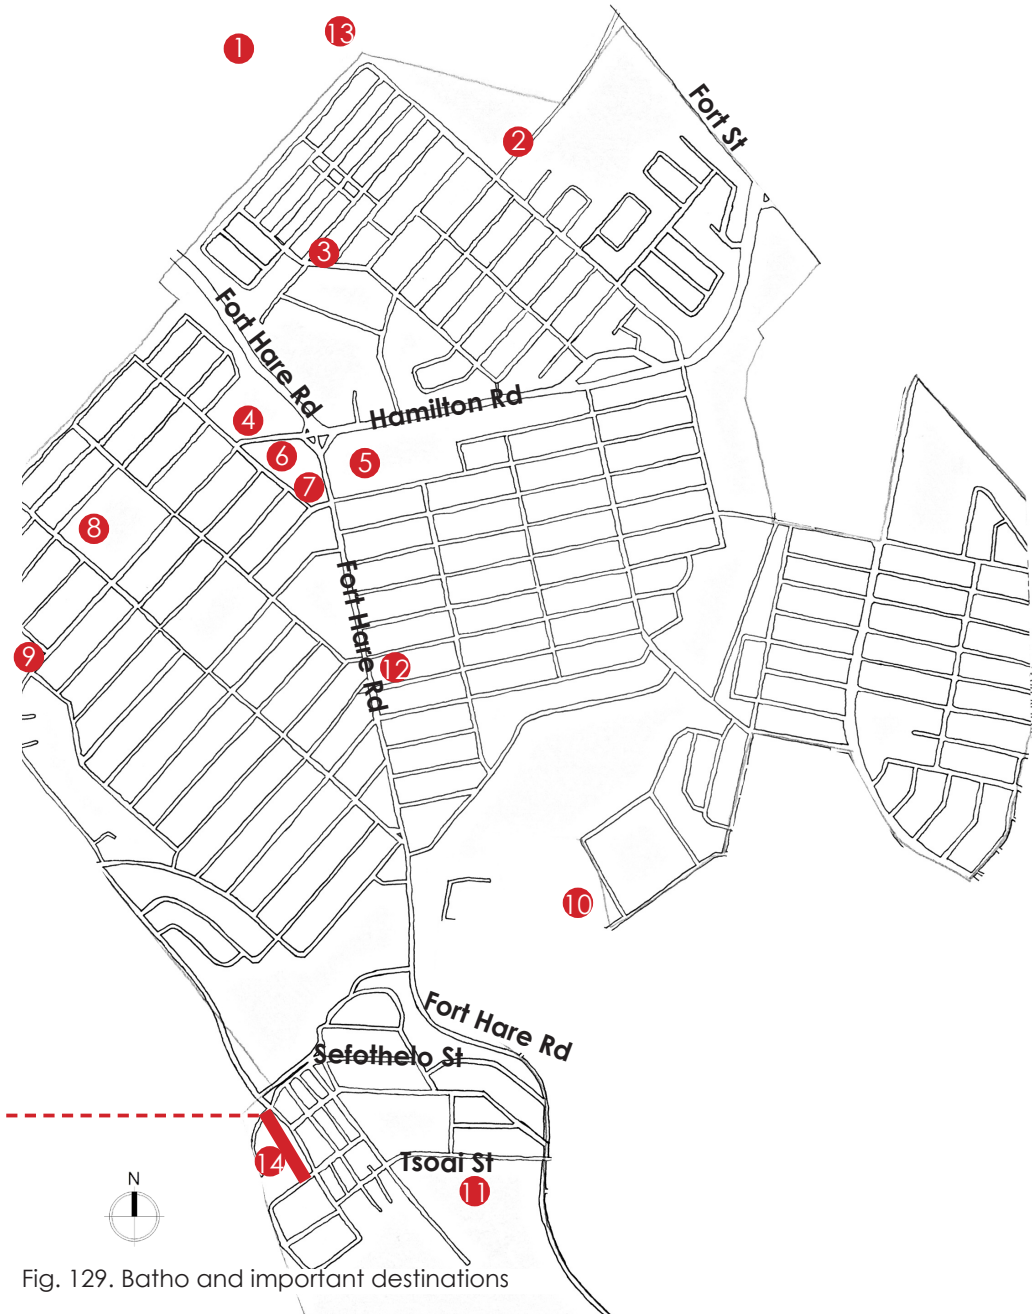 13
1
Fort St
2
3
Fort Hare Rd
Hamilton Rd
4
6
5
7
8
Fort Hare Rd
9
12
10
Fort Hare Rd
Sefothelo St
14
Tsoai St
11
N
Fig. 129. Batho and important destinations